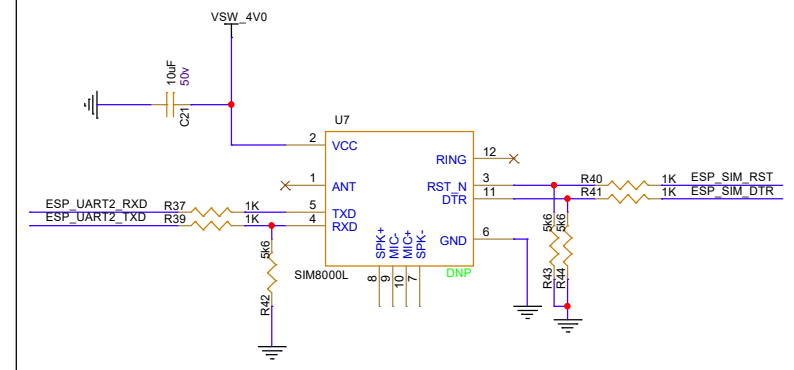 VSW_4V0
10uF
50v
C21
U7
2
VCC
RING
12
1
ANT
RST_N
3
R40
1K
ESP_SIM_RST
DTR
11
R41
1K
ESP_SIM_DTR
ESP_UART2_RXD
R37
1K
5
TXD
ESP_UART2_TXD
R39
1K
4
RXD
GND
6
SPK+
MIC-
MIC+
SPK-
5k6
R42
5k6
5k6
R43
R44
SIM8000L
DNP
8
9
10
7